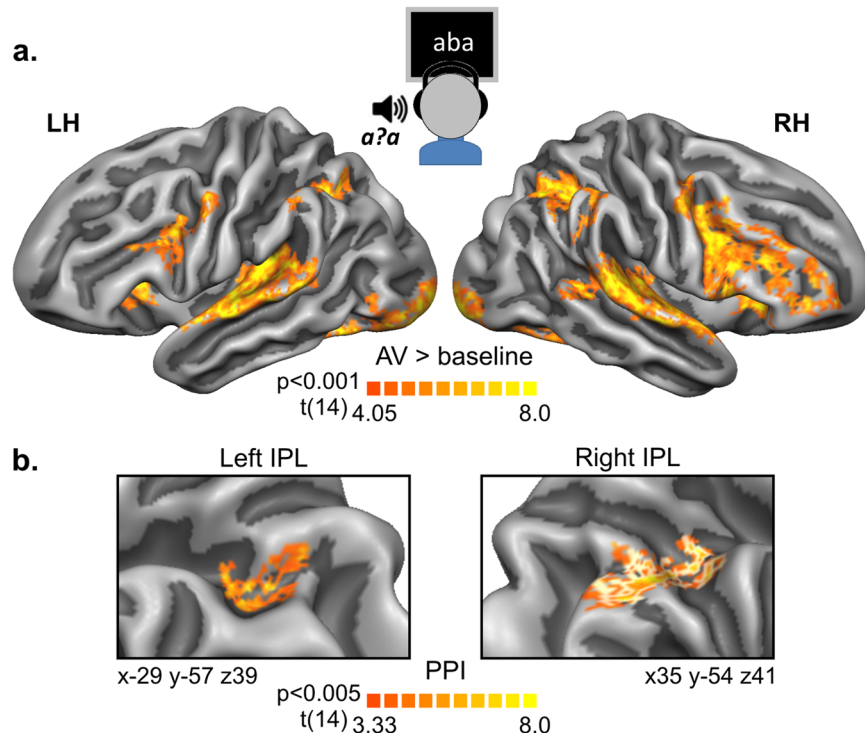 a.
aba
a?a
LH
RH
AV > baseline
p<0.001
t(14)
4.05
8.0
b.
Left IPL
Right IPL
x-29 y-57 z39
PPI
x35 y-54 z41
p<0.005
t(14)
3.33
8.0